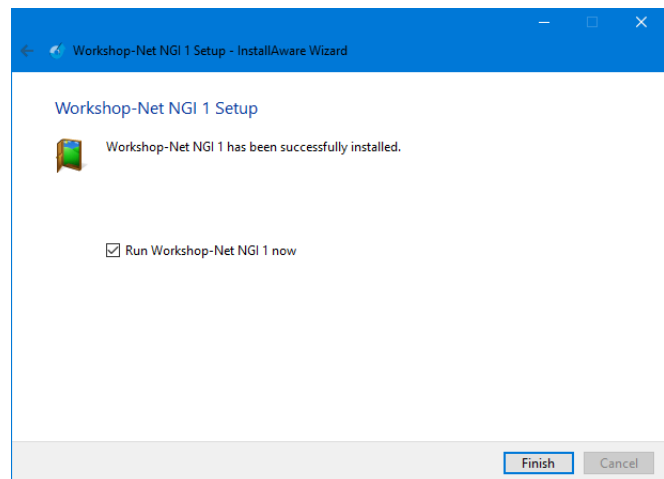 Workshop-Net NGI 1 Setup - InstallAware Wizard
Workshop-Net NGI 1 Setup
Workshop-Net NGI 1 has been successfully installed.
Run Workshop-Net NGI 1 now
Finish
Cancel